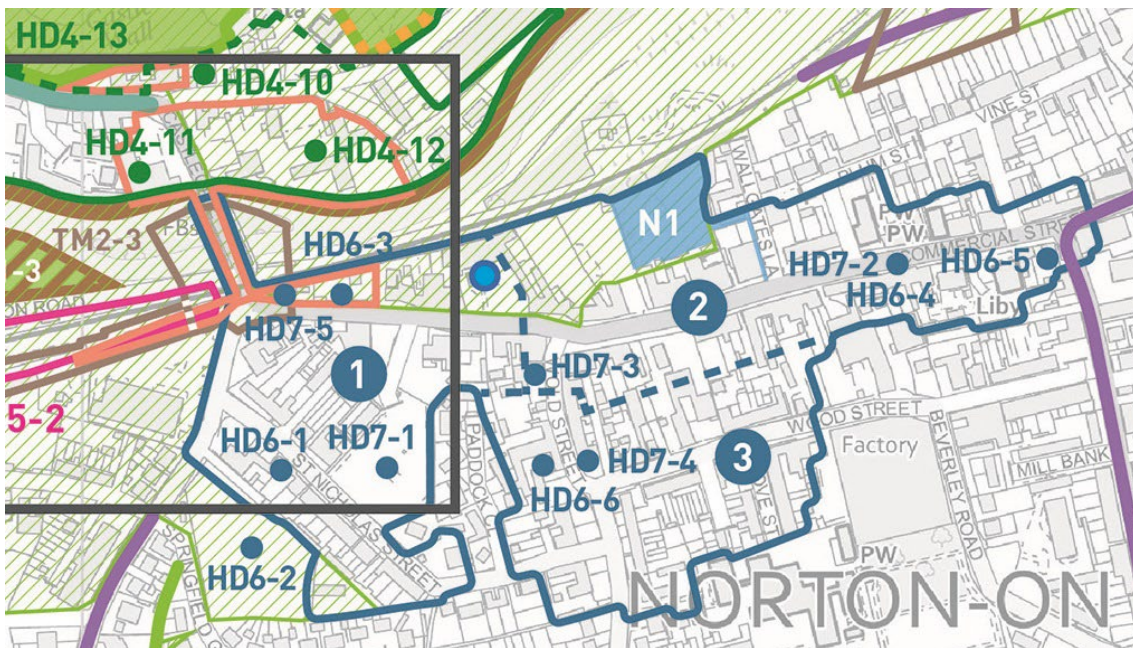 HD4-13
HD4-10
HD4-11
HD4-12
FBs
TM2-3
HD6-3
N1
VINE ST
PW
PW
COMMERCIAL STRE
HD7-2
HD6-5
HD6-4
-3
ON ROAD
2
Liby
HD7-5
1
HD7-3
5-2
WOOD STREET
HD6-1
HD7-1
PADDOCK
HD7-4
3
Factory
HD6-6
MILL BANK
ST NICHOLAS STREET
BEVERLEY ROAD
HD6-2
PW
NORTON-ON